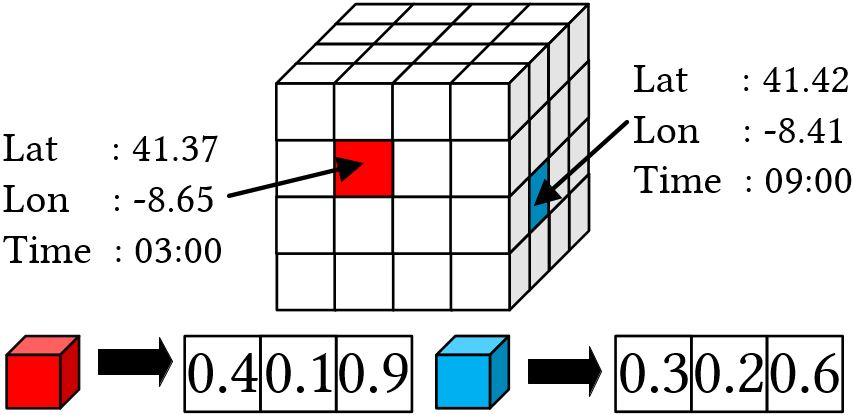 Lat : 41.37
Lon : -8.65
Time : 03:00
Lat : 41.42
Lon : -8.41
Time : 09:00
0.4 0.1 0.9
0.3 0.2 0.6